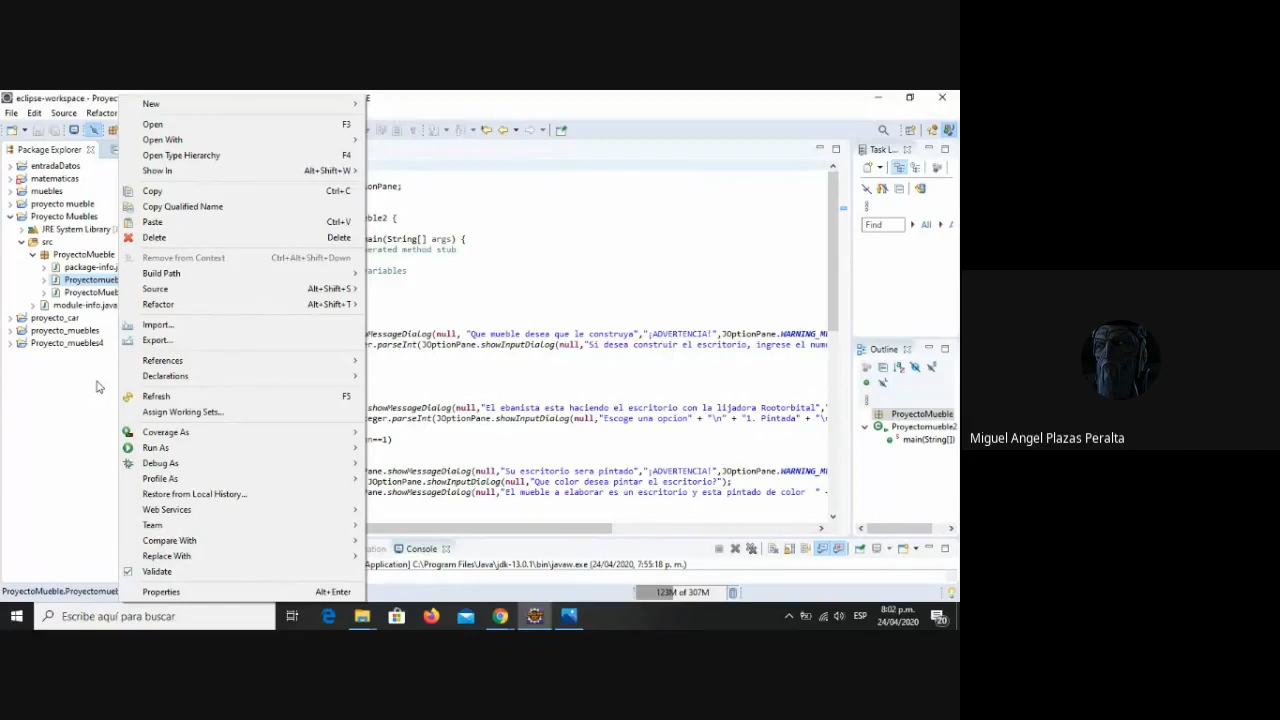 eclipse-workspace - Proyec
E
File Edit Source Refactor
Package Explorer
entradaDatos
matematicas
muebles
proyecto mueble
Proyecto Muebles
JRE System Library [
src
ProyectoMueble
package-info.j
Proyectomueb
ProyectoMueb
module-info.java
proyecto_car
proyecto_muebles
proyecto_muebles4
New
Open F3
Open With
Open Type Hierarchy F4
Show In Alt+Shift+W
Copy Ctrl+C
Copy Qualified Name
Paste Ctrl+V
Delete Delete
Remove from Context Ctrl+Alt+Shift+Down
Build Path
Source Alt+Shift+S
Refactor Alt+Shift+T
Import...
Export...
References
Declarations
Refresh F5
Assign Working Sets...
Coverage As
Run As
Debug As
Profile As
Restore from Local History...
Web Services
Team
Compare With
Replace With
Validate
Properties Alt+Enter
onPane;
ble2 {
ain(String[] args) {
erated method stub
variables
MessageDialog(null, "Que mueble desea que le construya","¡ADVERTENCIA!",JOptionPane.WARNING_M
er.parseInt(JOptionPane.showInputDialog(null,"Si desea construir el escritorio, ingrese el num
showMessageDialog(null,"El ebanista esta haciendo el escritorio con la lijadora Rootorbital","
teger.parseInt(JOptionPane.showInputDialog(null,"Escoge una opcion" + "\n" + "1. Pintada" + "\
n==1)
ane.showMessageDialog(null,"Su escritorio sera pintado","¡ADVERTENCIA!",JOptionPane.WARNING_M
JOptionPane.showInputDialog(null,"Que color desea pintar el escritorio?");
ane.showMessageDialog(null,"El mueble a elaborar es un escritorio y esta pintado de color " +
Task L...
Find All A
Outline
ProyectoMueble
Proyectomueble2
main(String[])
ation Console
Application] C:\Program Files\Java\jdk-13.0.1\bin\javaw.exe (24/04/2020, 7:55:18 p. m.)
ProyectoMueble.Proyectomueb
123M of 307M
Escribe aquí para buscar
ESP
8:02 p.m.
24/04/2020
20
Miguel Angel Plazas Peralta